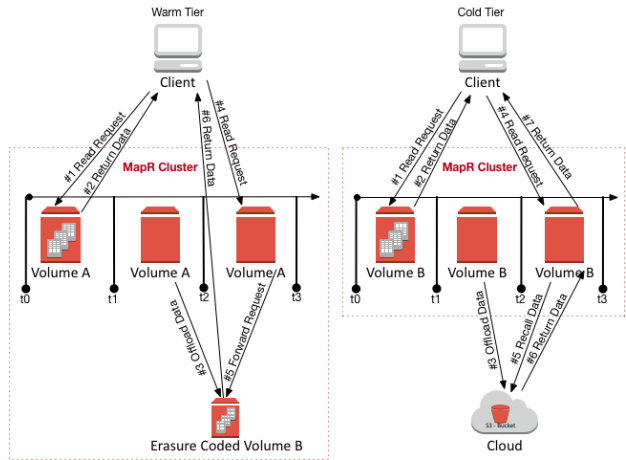 Warm Tier
Client
#1 Read Request
#2 Return Data
#6 Return Data
#4 Read Request
MapR Cluster
Volume A
Volume A
Volume A
t0
t1
t2
t3
#3 Offload Data
#5 Forward Request
Erasure Coded Volume B
Cold Tier
Client
#1 Read Request
#2 Return Data
#4 Read Request
#7 Return Data
MapR Cluster
Volume B
Volume B
Volume B
t0
t1
t2
t3
#3 Offload Data
#5 Recall Data
#6 Return Data
S3 - Bucket
Cloud